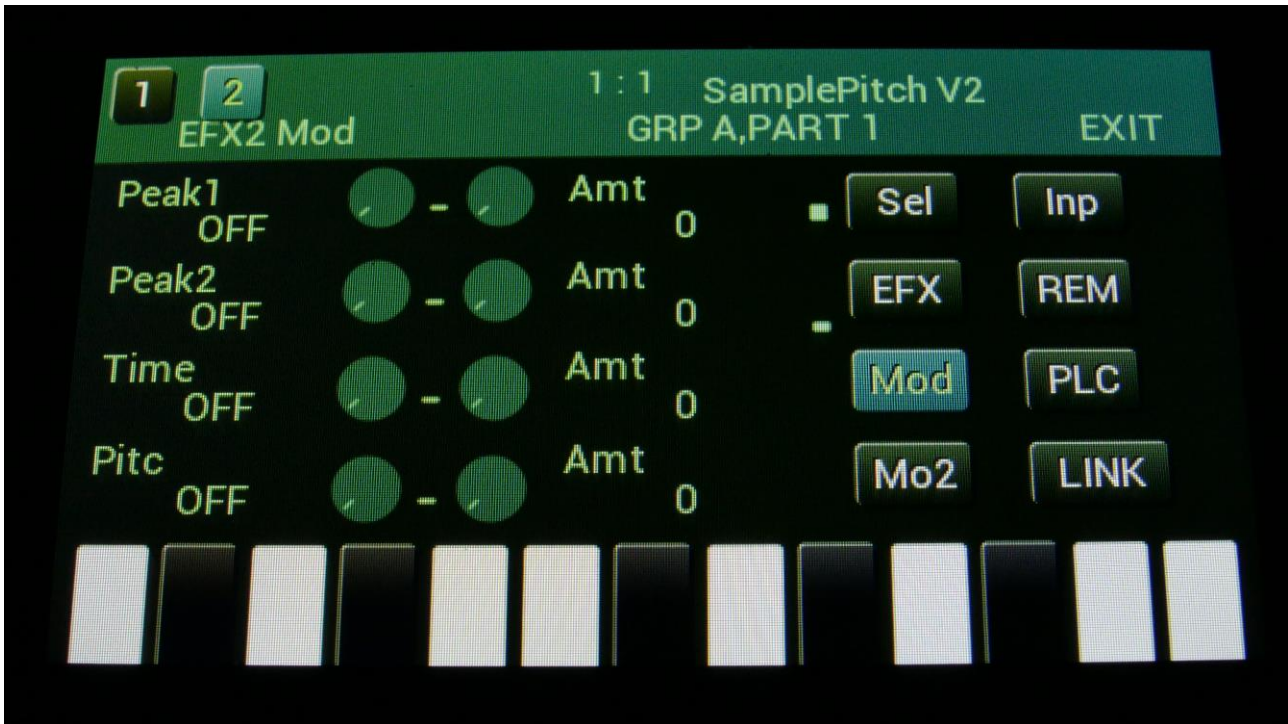 1 2 1 : 1 SamplePitch V2
EFX2 Mod GRP A,PART 1 EXIT
Peak1 Amt Sel Inp
OFF 0
Peak2 Amt EFX REM
OFF 0
Time Amt Mod PLC
OFF 0
Pitc Amt Mo2 LINK
OFF 0